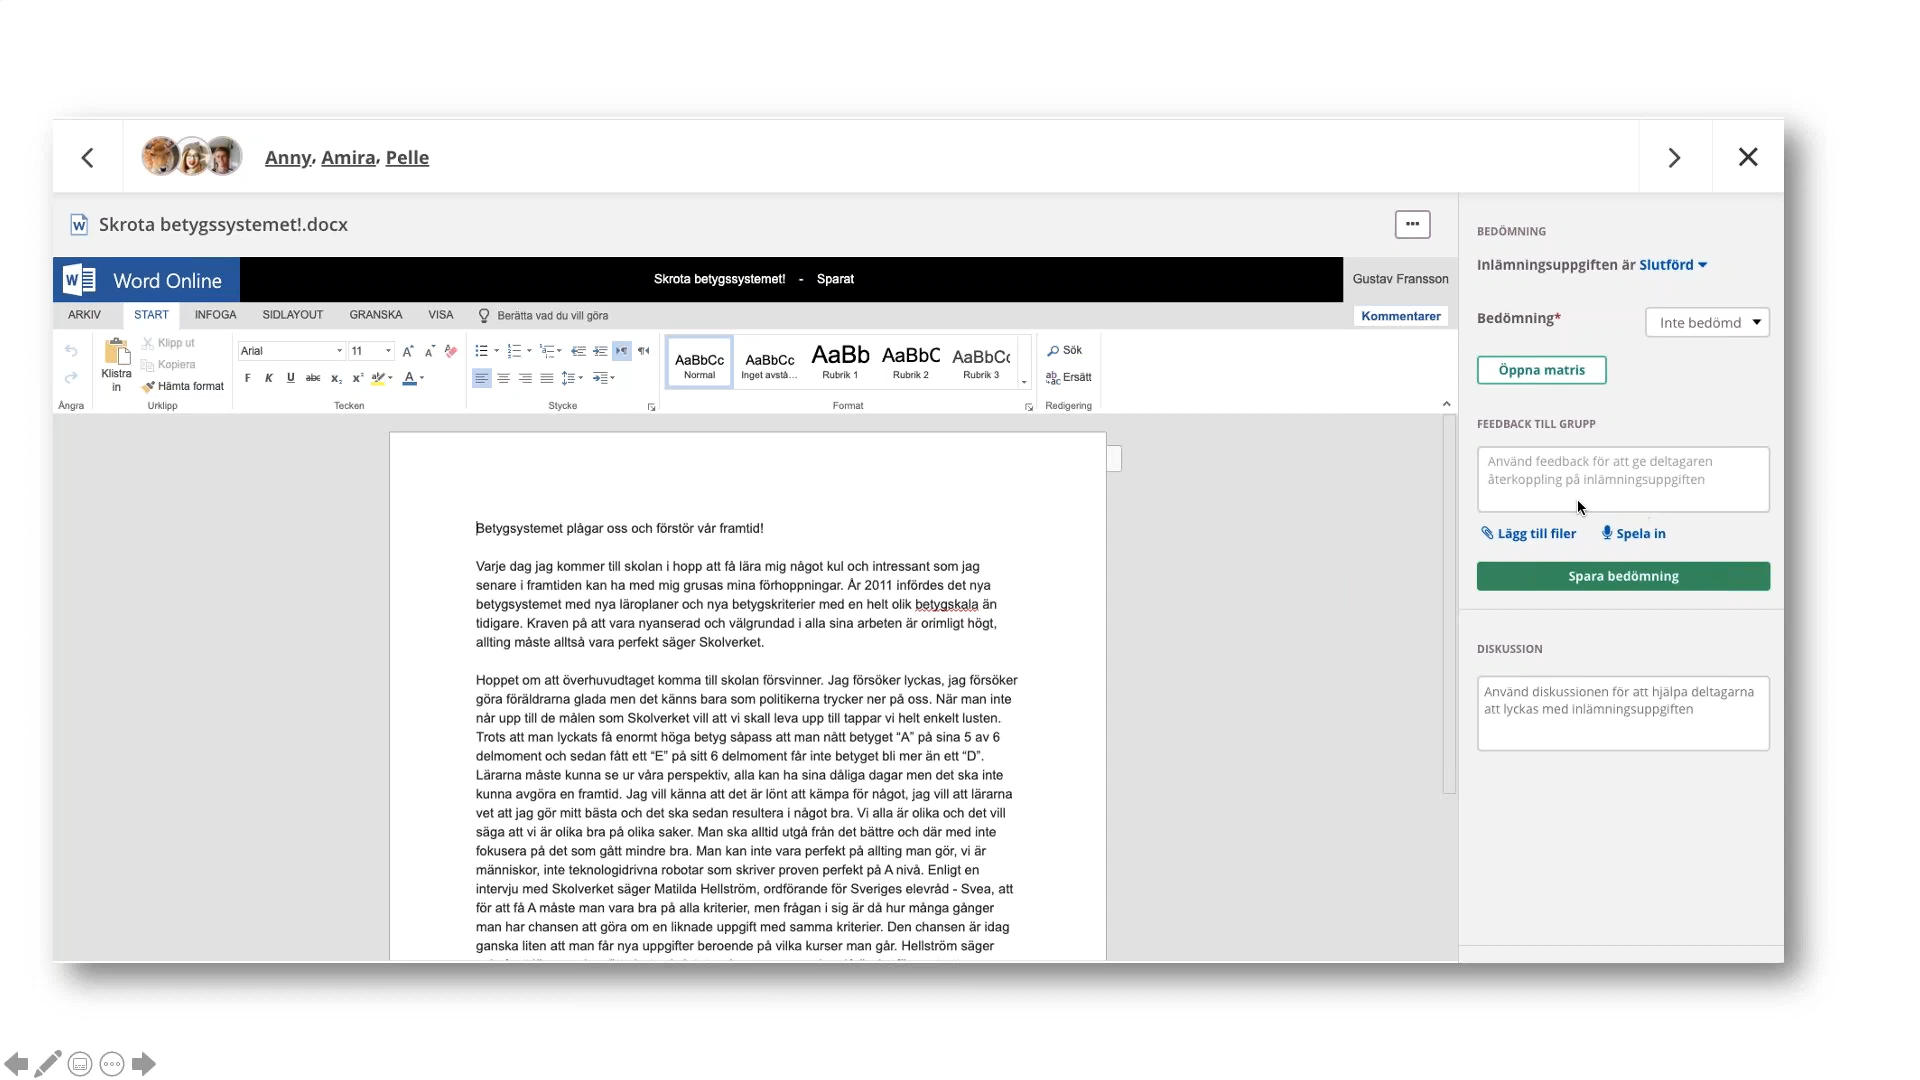 Anny, Amira, Pelle
Skrota betygssystemet!.docx
Word Online
Skrota betygssystemet! - Sparat
Gustav Fransson
ARKIV START INFOGA SIDLAYOUT GRANSKA VISA Berätta vad du vill göra
Kommentarer
Klistra in
Klipp ut
Kopiera
Hämta format
Arial 11
F K U abc x₂ x² A
AaBbCc AaBbCc AaBb AaBbC AaBbCc
Normal Inget avstå... Rubrik 1 Rubrik 2 Rubrik 3
Sök
Ersätt
Ångra Urklipp Tecken Stycke Format Redigering
Betygsystemet plågar oss och förstör vår framtid!
Varje dag jag kommer till skolan i hopp att få lära mig något kul och intressant som jag
senare i framtiden kan ha med mig grusas mina förhoppningar. År 2011 infördes det nya
betygsystemet med nya läroplaner och nya betygskriterier med en helt olik betygskala än
tidigare. Kraven på att vara nyanserad och välgrundad i alla sina arbeten är orimligt högt,
allting måste alltså vara perfekt säger Skolverket.
Hoppet om att överhuvudtaget komma till skolan försvinner. Jag försöker lyckas, jag försöker
göra föräldrarna glada men det känns bara som politikerna trycker ner på oss. När man inte
når upp till de målen som Skolverket vill att vi skall leva upp till tappar vi helt enkelt lusten.
Trots att man lyckats få enormt höga betyg såpass att man nått betyget “A” på sina 5 av 6
delmoment och sedan fått ett “E” på sitt 6 delmoment får inte betyget bli mer än ett “D”.
Lärarna måste kunna se ur våra perspektiv, alla kan ha sina dåliga dagar men det ska inte
kunna avgöra en framtid. Jag vill känna att det är lönt att kämpa för något, jag vill att lärarna
vet att jag gör mitt bästa och det ska sedan resultera i något bra. Vi alla är olika och det vill
säga att vi är olika bra på olika saker. Man ska alltid utgå från det bättre och där med inte
fokusera på det som gått mindre bra. Man kan inte vara perfekt på allting man gör, vi är
människor, inte teknologidrivna robotar som skriver proven perfekt på A nivå. Enligt en
intervju med Skolverket säger Matilda Hellström, ordförande för Sveriges elevråd - Svea, att
för att få A måste man vara bra på alla kriterier, men frågan i sig är då hur många gånger
man har chansen att göra om en liknade uppgift med samma kriterier. Den chansen är idag
ganska liten att man får nya uppgifter beroende på vilka kurser man går. Hellström säger
BEDÖMNING
Inlämningsuppgiften är Slutförd
Bedömning* Inte bedömd
Öppna matris
FEEDBACK TILL GRUPP
Använd feedback för att ge deltagaren
återkoppling på inlämningsuppgiften
Lägg till filer Spela in
Spara bedömning
DISKUSSION
Använd diskussionen för att hjälpa deltagarna
att lyckas med inlämningsuppgiften